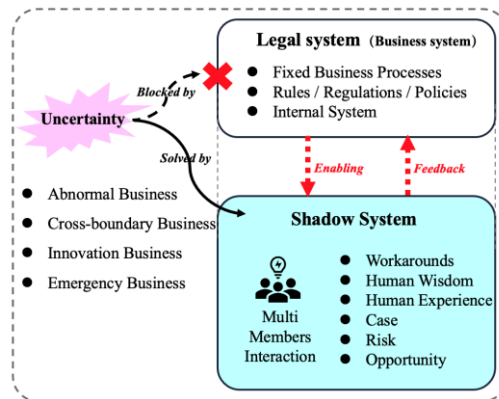 Legal system (Business system)
Fixed Business Processes
Rules / Regulations / Policies
Internal System
Blocked by
Uncertainty
Solved by
Enabling
Feedback
Abnormal Business
Cross-boundary Business
Innovation Business
Emergency Business
Shadow System
Multi
Members
Interaction
Workarounds
Human Wisdom
Human Experience
Case
Risk
Opportunity